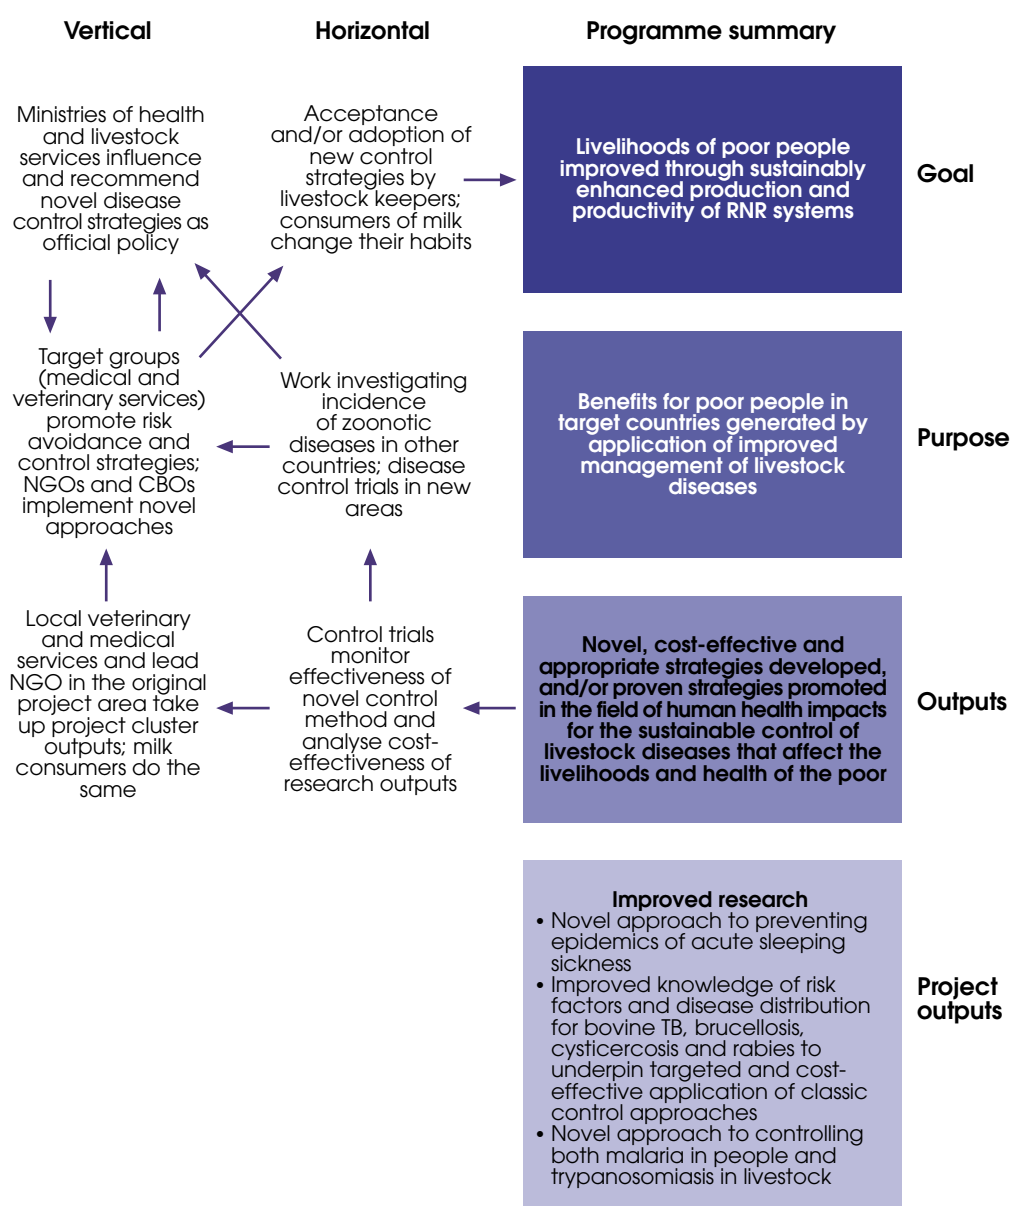 Vertical
Horizontal
Programme summary
Ministries of health
and livestock
services influence
and recommend
novel disease
control strategies as
official policy
Acceptance
and/or adoption of
new control
strategies by
livestock keepers;
consumers of milk
change their habits
Livelihoods of poor people
improved through sustainably
enhanced production and
productivity of RNR systems
Goal
Target groups
(medical and
veterinary services)
promote risk
avoidance and
control strategies;
NGOs and CBOs
implement novel
approaches
Work investigating
incidence
of zoonotic
diseases in other
countries; disease
control trials in new
areas
Benefits for poor people in
target countries generated by
application of improved
management of livestock
diseases
Purpose
Local veterinary
and medical
services and lead
NGO in the original
project area take
up project cluster
outputs; milk
consumers do the
same
Control trials
monitor
effectiveness of
novel control
method and
analyse cost-
effectiveness of
research outputs
Novel, cost-effective and
appropriate strategies developed,
and/or proven strategies promoted
in the field of human health impacts
for the sustainable control of
livestock diseases that affect the
livelihoods and health of the poor
Outputs
Improved research
• Novel approach to preventing
epidemics of acute sleeping
sickness
• Improved knowledge of risk
factors and disease distribution
for bovine TB, brucellosis,
cysticercosis and rabies to
underpin targeted and cost-
effective application of classic
control approaches
• Novel approach to controlling
both malaria in people and
trypanosomiasis in livestock
Project
outputs